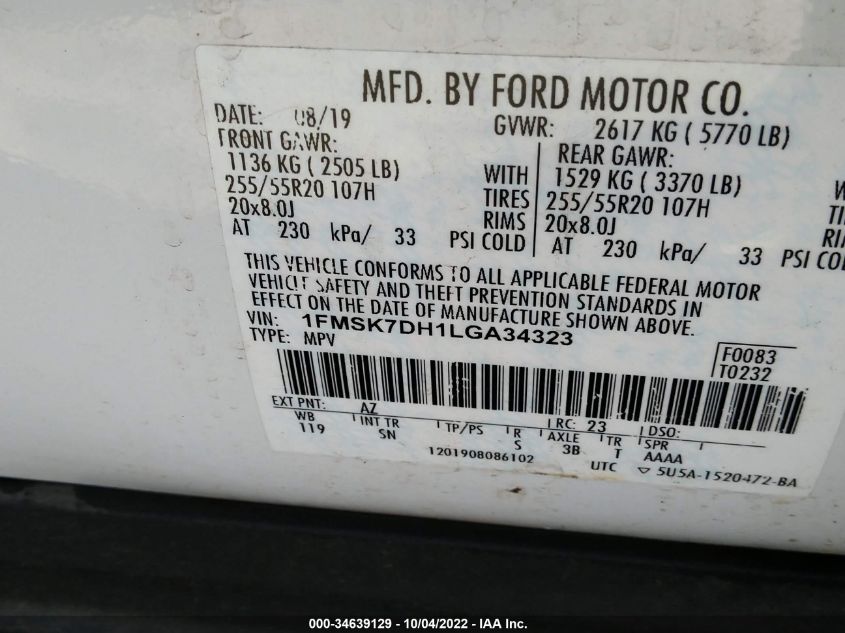 MFD. BY FORD MOTOR CO.
DATE: 08/19 GVWR: 2617 KG ( 5770 LB)
FRONT GAWR: REAR GAWR:
1136 KG ( 2505 LB) WITH 1529 KG ( 3370 LB) W
255/55R20 107H TIRES 255/55R20 107H TI
20x8.0J RIMS 20x8.0J RI
AT 230 kPa/ 33 PSI COLD AT 230 kPa/ 33 PSI COL
THIS VEHICLE CONFORMS TO ALL APPLICABLE FEDERAL MOTOR
VEHICLE SAFETY AND THEFT PREVENTION STANDARDS IN
EFFECT ON THE DATE OF MANUFACTURE SHOWN ABOVE.
VIN: 1FMSK7DH1LGA34323
TYPE: MPV
F0083
T0232
EXT PNT: AZ RC: 23 DSO:
WB INT TR TP/PS R AXLE TR SPR
119 SN S 3B T AAAA
1201908086102 UTC ▽ 5U5A-1520472-BA
000-34639129 - 10/04/2022 - IAA Inc.